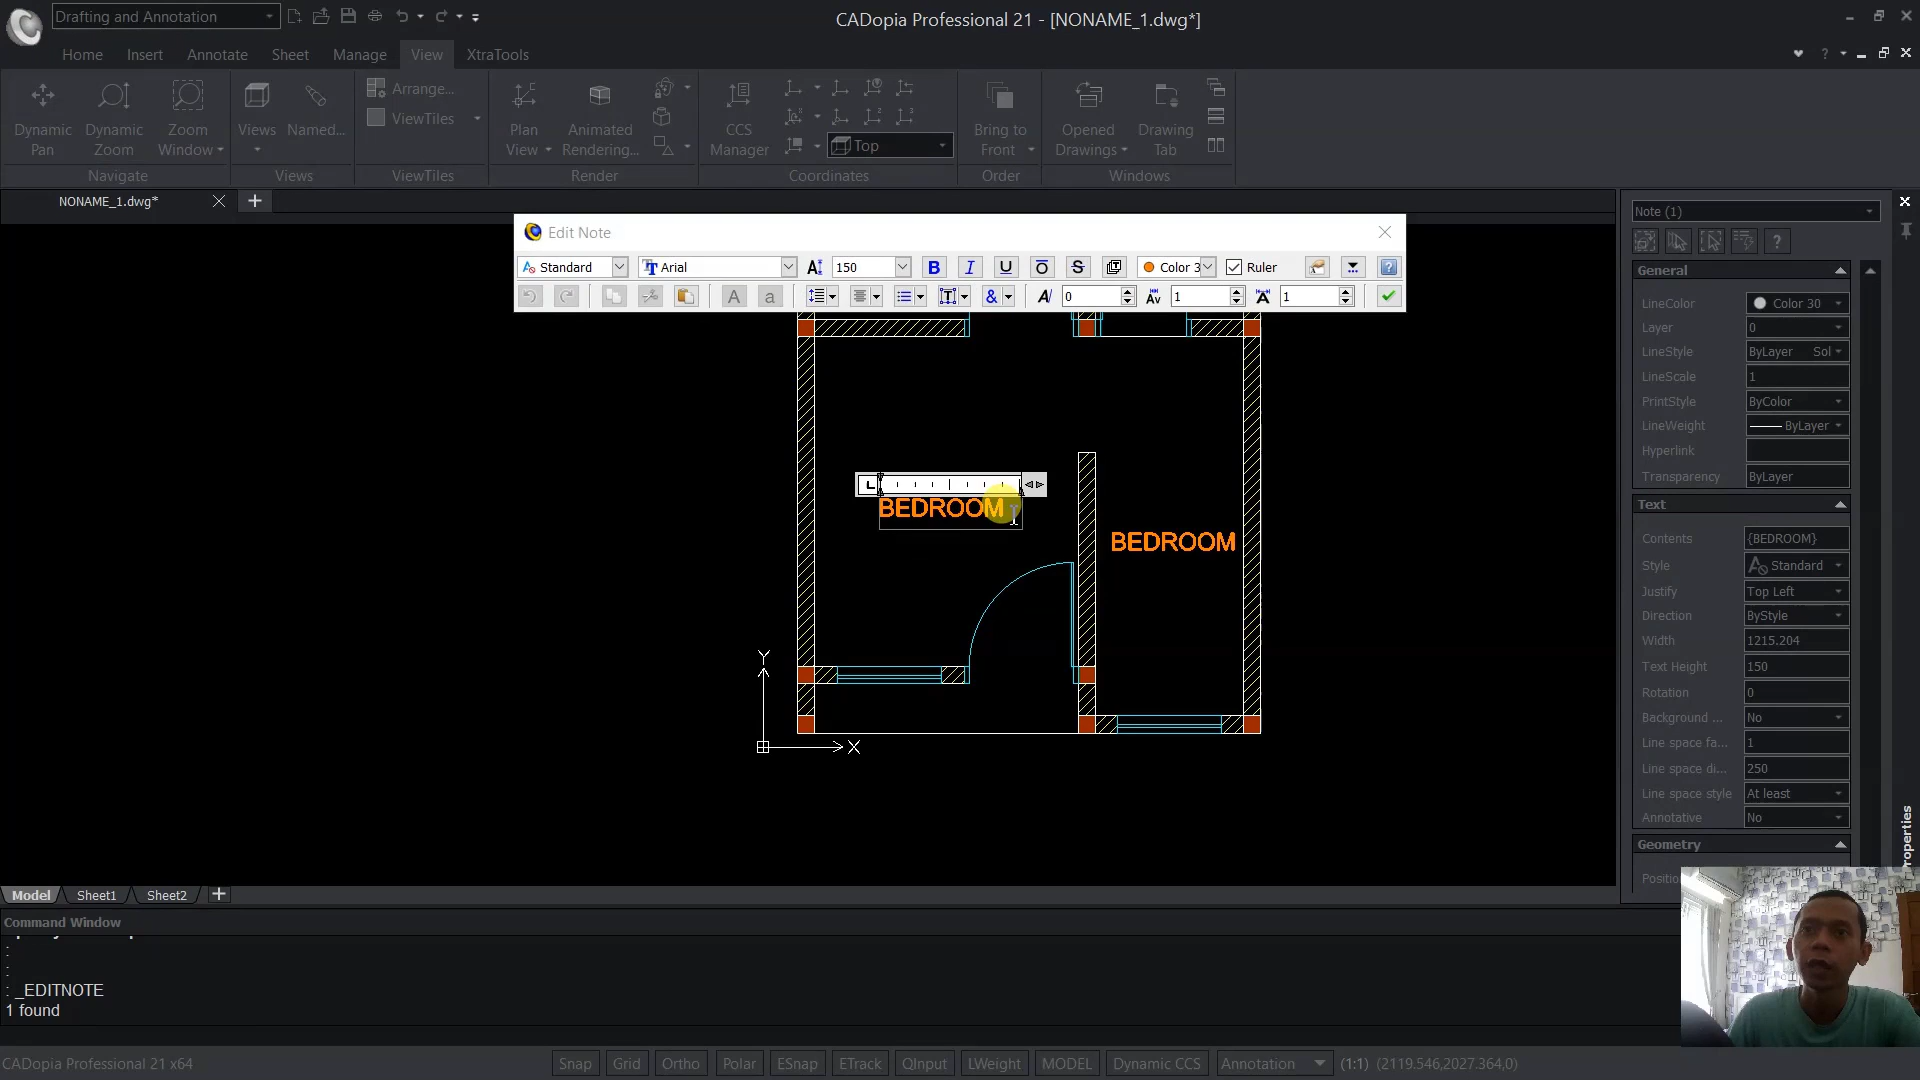 Drafting and Annotation
CADopia Professional 21 - [NONAME_1.dwg*]
Home Insert Annotate Sheet Manage View XtraTools
Arrange...
ViewTiles
Dynamic Pan
Dynamic Zoom
Zoom Window
Views
Named...
Plan View
Animated Rendering...
CCS Manager
Top
Bring to Front
Opened Drawings
Drawing Tab
Navigate Views ViewTiles Render Coordinates Order Windows
NONAME_1.dwg*
Edit Note
Standard Arial 150 B I U O S Color 3 Ruler
A a & A 0 AV 1 A 1
BEDROOM
BEDROOM
Y
X
Note (1)
General
LineColor Color 30
Layer 0
LineStyle ByLayer Sol
LineScale 1
PrintStyle ByColor
LineWeight ByLayer
Hyperlink
Transparency ByLayer
Text
Contents {BEDROOM}
Style Standard
Justify Top Left
Direction ByStyle
Width 1215.204
Text Height 150
Rotation 0
Background ... No
Line space fa... 1
Line space di... 250
Line space style At least
Annotative No
Geometry
Positio
Model Sheet1 Sheet2
Command Window
:
:
: _EDITNOTE
1 found
CADopia Professional 21 x64
Snap Grid Ortho Polar ESnap ETrack QInput LWeight MODEL Dynamic CCS Annotation (1:1) (2119.546,2027.364,0)